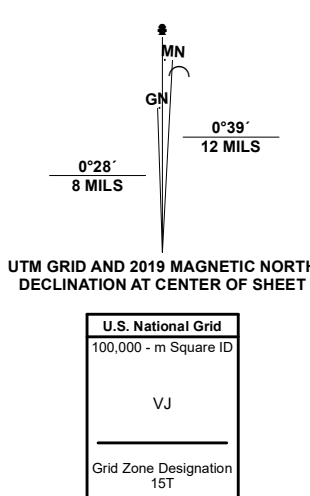 MN
GN
0°39´
12 MILS
0°28´
8 MILS
UTM GRID AND 2019 MAGNETIC NORTH
DECLINATION AT CENTER OF SHEET
U.S. National Grid
100,000 - m Square ID
VJ
Grid Zone Designation
15T